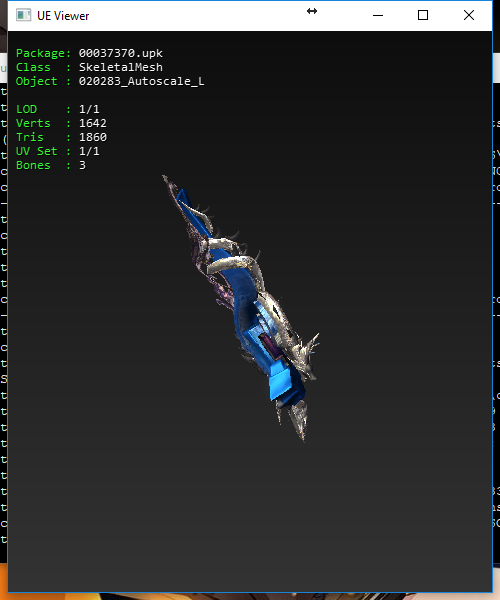 UE Viewer
Package: 00037370.upk
Class : SkeletalMesh
Object : 020283_Autoscale_L
LOD : 1/1
Verts : 1642
Tris : 1860
UV Set : 1/1
Bones : 3